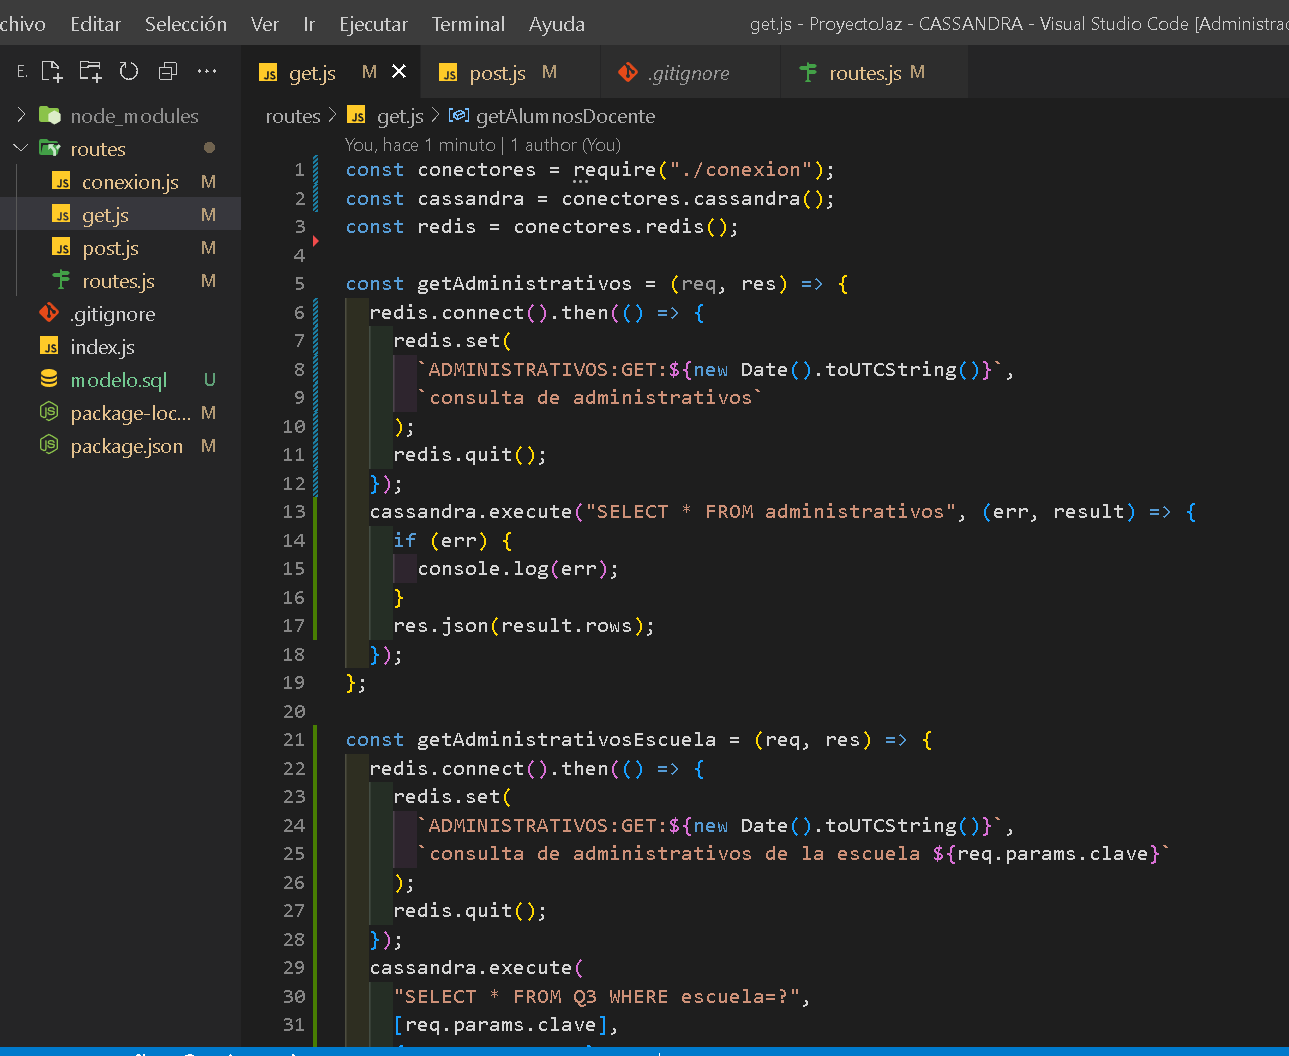 chivo Editar Selección Ver Ir Ejecutar Terminal Ayuda get.js - ProyectoJaz - CASSANDRA - Visual Studio Code [Administrac
E. ...
JS get.js M JS post.js M .gitignore routes.js M
node_modules
routes
JS conexion.js M
JS get.js M
JS post.js M
routes.js M
.gitignore
JS index.js
modelo.sql U
package-loc... M
package.json M
routes > JS get.js > getAlumnosDocente
You, hace 1 minuto | 1 author (You)
1 const conectores = require("./conexion");
2 const cassandra = conectores.cassandra();
3 const redis = conectores.redis();
4
5 const getAdministrativos = (req, res) => {
6 redis.connect().then(() => {
7 redis.set(
8 `ADMINISTRATIVOS:GET:${new Date().toUTCString()}`,
9 `consulta de administrativos`
10 );
11 redis.quit();
12 });
13 cassandra.execute("SELECT * FROM administrativos", (err, result) => {
14 if (err) {
15 console.log(err);
16 }
17 res.json(result.rows);
18 });
19 };
20
21 const getAdministrativosEscuela = (req, res) => {
22 redis.connect().then(() => {
23 redis.set(
24 `ADMINISTRATIVOS:GET:${new Date().toUTCString()}`,
25 `consulta de administrativos de la escuela ${req.params.clave}`
26 );
27 redis.quit();
28 });
29 cassandra.execute(
30 "SELECT * FROM Q3 WHERE escuela=?",
31 [req.params.clave],